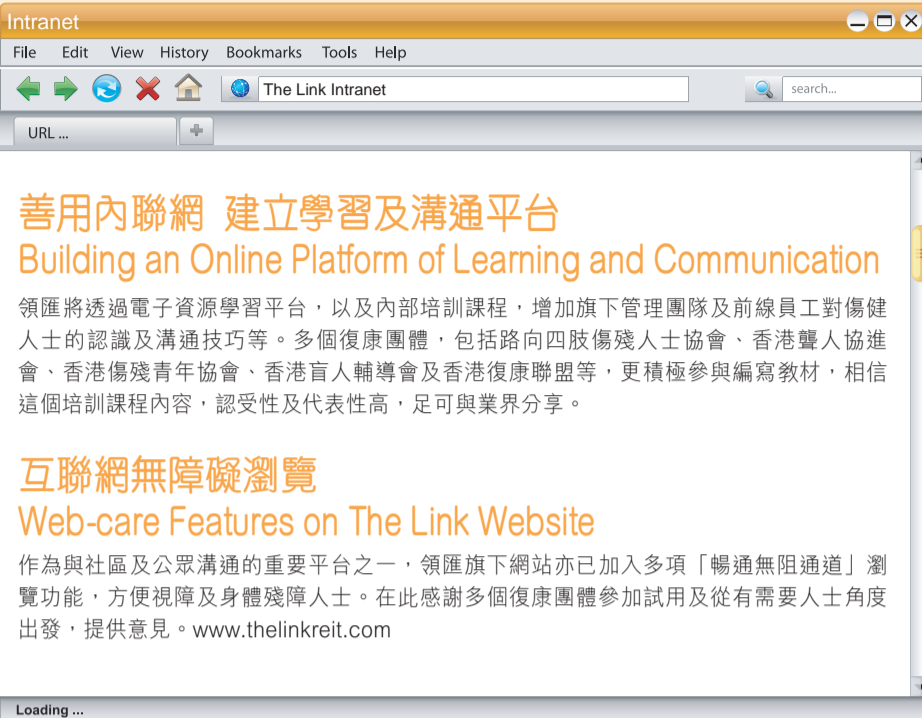 Intranet
File Edit View History Bookmarks Tools Help
The Link Intranet search...
URL ...
善用內聯網 建立學習及溝通平台
Building an Online Platform of Learning and Communication
領匯將透過電子資源學習平台，以及內部培訓課程，增加旗下管理團隊及前線員工對傷健
人士的認識及溝通技巧等。多個復康團體，包括路向四肢傷殘人士協會、香港聾人協進
會、香港傷殘青年協會、香港盲人輔導會及香港復康聯盟等，更積極參與編寫教材，相信
這個培訓課程內容，認受性及代表性高，足可與業界分享。
互聯網無障礙瀏覽
Web-care Features on The Link Website
作為與社區及公眾溝通的重要平台之一，領匯旗下網站亦已加入多項「暢通無阻通道」瀏
覽功能，方便視障及身體殘障人士。在此感謝多個復康團體參加試用及從有需要人士角度
出發，提供意見。www.thelinkreit.com
Loading ...